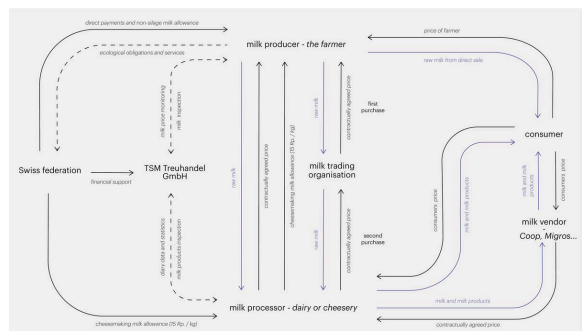 direct payments and non-silage milk allowance
price of farmer
milk producer - the farmer
ecological obligations and services
raw milk from direct sale
milk price monitoring
milk inspection
raw milk
contractually agreed price
first
purchase
consumer
Swiss federation
TSM Treuhandel
GmbH
milk trading
organisation
financial support
raw milk
contractually agreed price
cheesemaking milk allowance (15 Rp. / kg)
consumers price
milk and milk products
milk and milk
products
consumers price
milk vendor
-
Coop, Migros...
diary data and statistics
milk products inspection
raw milk
contractually agreed price
second
purchase
milk processor - dairy or cheesery
milk and milk products
cheesemaking milk allowance (15 Rp. / kg)
contractually agreed price